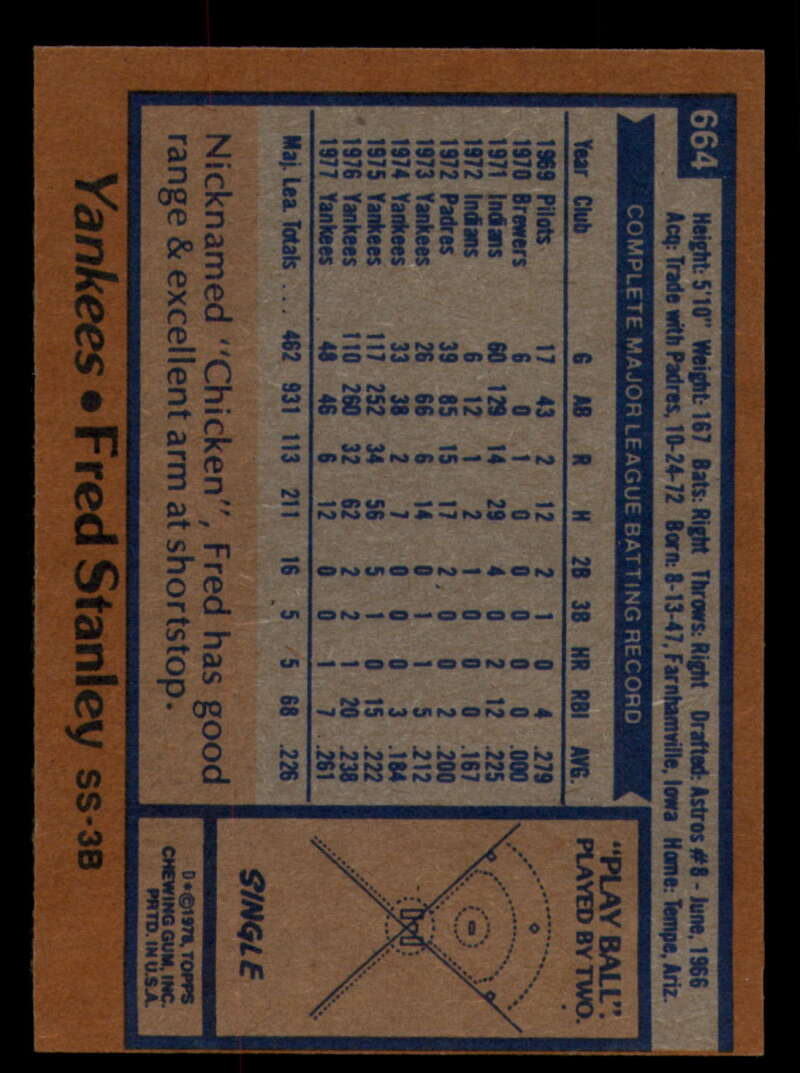 664
Height: 5'10" Weight: 167 Bats: Right Throws: Right Drafted: Astros #8 - June, 1966
Acq: Trade with Padres, 10-24-72 Born: 8-13-47, Farnhamville, Iowa Home: Tempe, Ariz.
COMPLETE MAJOR LEAGUE BATTING RECORD
Year Club G AB R H 2B 3B HR RBI AVG.
1969 Pilots 17 43 2 12 2 1 0 4 .279
1970 Brewers 6 0 1 0 0 0 0 0 .000
1971 Indians 60 129 14 29 4 0 2 12 .225
1972 Indians 6 12 1 2 1 0 0 0 .167
1972 Padres 39 85 15 17 2 0 0 2 .200
1973 Yankees 26 66 6 14 0 1 1 5 .212
1974 Yankees 33 38 2 7 0 0 0 3 .184
1975 Yankees 117 252 34 56 5 1 0 15 .222
1976 Yankees 110 260 32 62 2 2 1 20 .238
1977 Yankees 48 46 6 12 0 0 1 7 .261
Maj. Lea. Totals ... 462 931 113 211 16 5 5 68 .226
Nicknamed "Chicken", Fred has good
range & excellent arm at shortstop.
Yankees • Fred Stanley SS-3B
"PLAY BALL"
PLAYED BY TWO.
SINGLE
D*©1978, TOPPS
CHEWING GUM, INC.
PRTD. IN U.S.A.